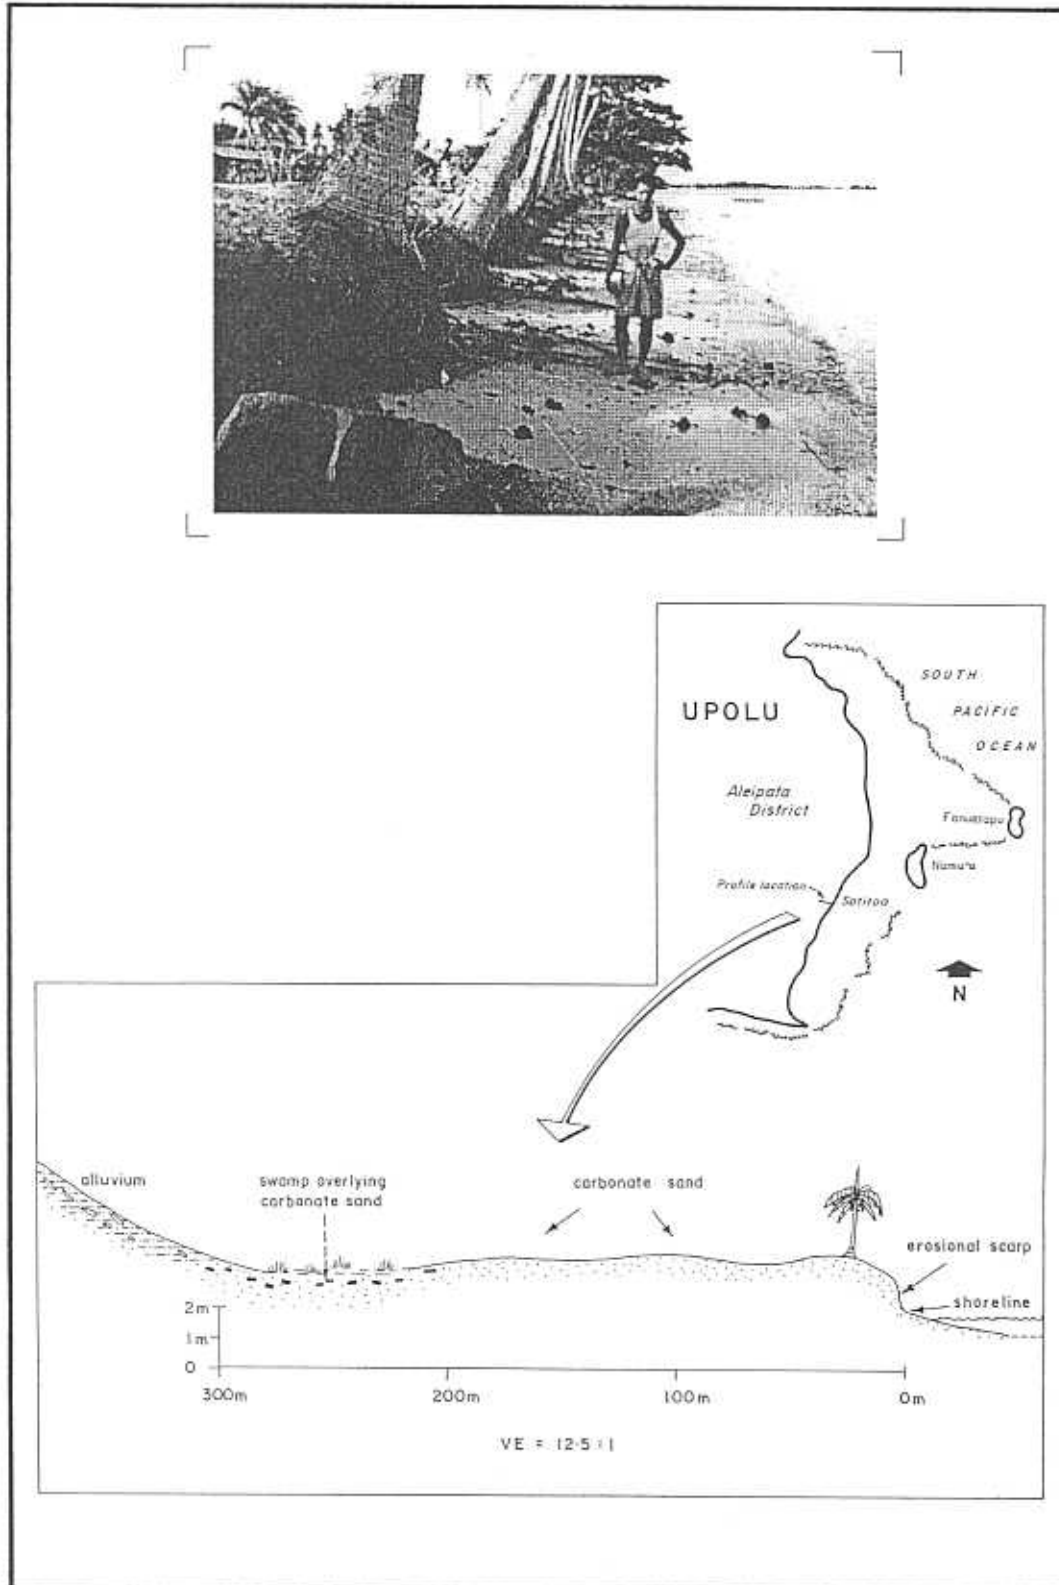 SOUTH
PACIFIC
OCEAN
UPOLU
Aleipata
District
Fanuatapu
Namu'a
Profile location
Satitoa
N
alluvium
swamp overlying
carbonate sand
carbonate sand
erosional scarp
shoreline
2m
1m
0
300m
200m
100m
0m
VE = 12·5:1